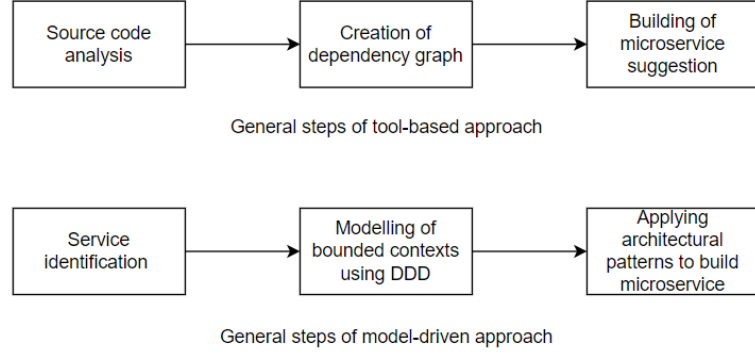 Source code
analysis
Creation of
dependency graph
Building of
microservice
suggestion
General steps of tool-based approach
Service
identification
Modelling of
bounded contexts
using DDD
Applying
architectural
patterns to build
microservice
General steps of model-driven approach